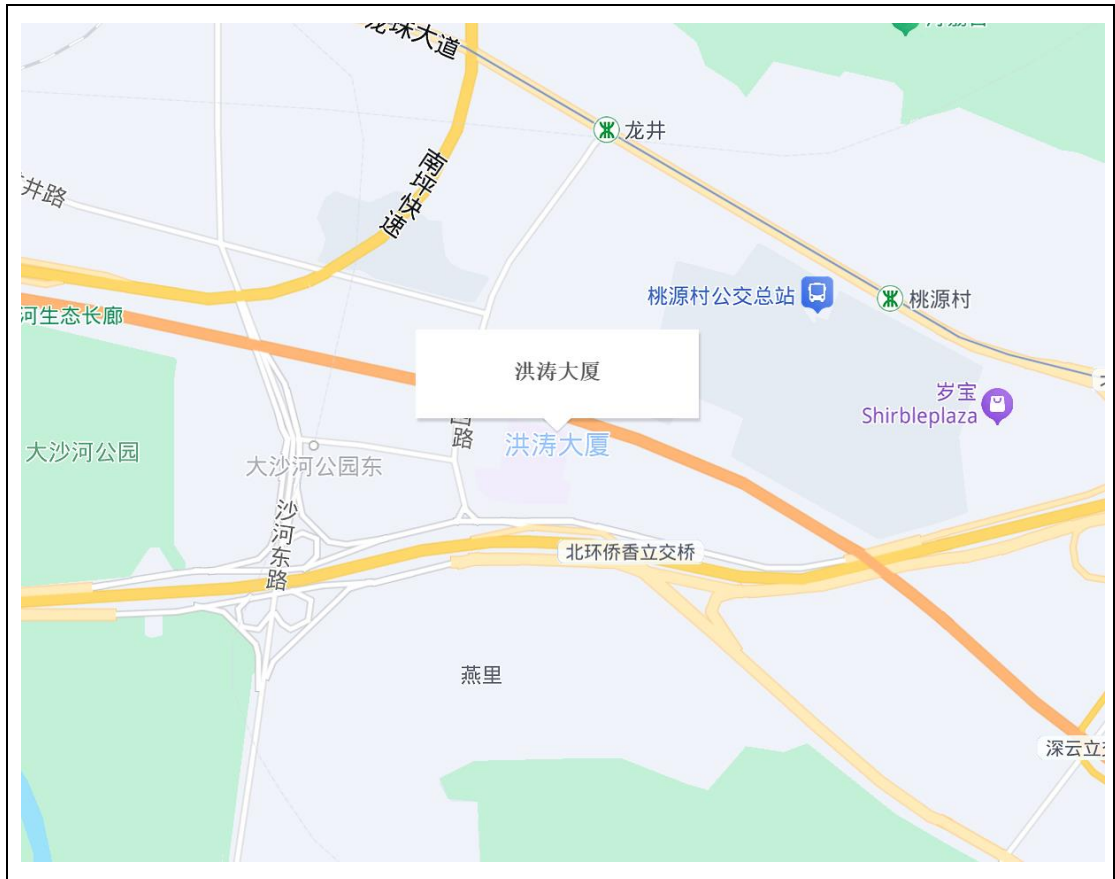 龙珠大道
龙井
南坪快速
井路
桃源村公交总站
桃源村
河生态长廊
洪涛大厦
岁宝
Shirbleplaza
路
洪涛大厦
大沙河公园
大沙河公园东
沙河东路
北环侨香立交桥
燕里
深云立